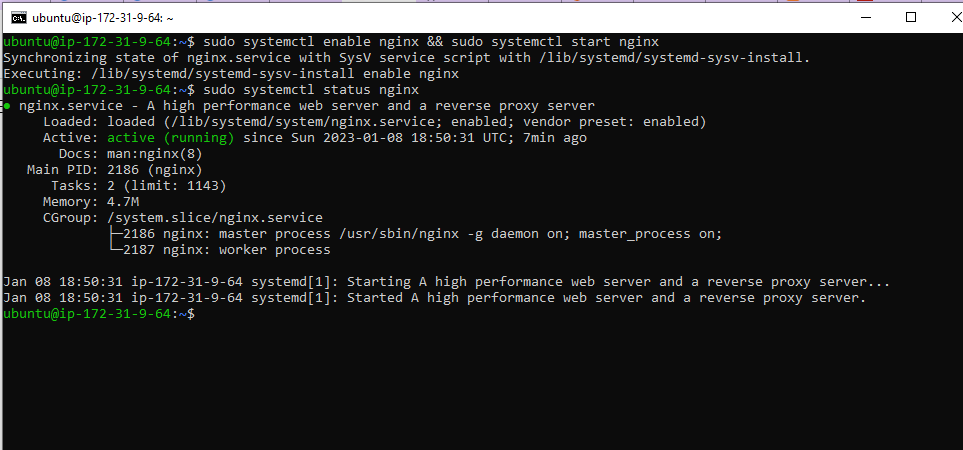 ubuntu@ip-172-31-9-64: ~
ubuntu@ip-172-31-9-64:~$ sudo systemctl enable nginx && sudo systemctl start nginx
Synchronizing state of nginx.service with SysV service script with /lib/systemd/systemd-sysv-install.
Executing: /lib/systemd/systemd-sysv-install enable nginx
ubuntu@ip-172-31-9-64:~$ sudo systemctl status nginx
● nginx.service - A high performance web server and a reverse proxy server
Loaded: loaded (/lib/systemd/system/nginx.service; enabled; vendor preset: enabled)
Active: active (running) since Sun 2023-01-08 18:50:31 UTC; 7min ago
Docs: man:nginx(8)
Main PID: 2186 (nginx)
Tasks: 2 (limit: 1143)
Memory: 4.7M
CGroup: /system.slice/nginx.service
├─2186 nginx: master process /usr/sbin/nginx -g daemon on; master_process on;
└─2187 nginx: worker process
Jan 08 18:50:31 ip-172-31-9-64 systemd[1]: Starting A high performance web server and a reverse proxy server...
Jan 08 18:50:31 ip-172-31-9-64 systemd[1]: Started A high performance web server and a reverse proxy server.
ubuntu@ip-172-31-9-64:~$